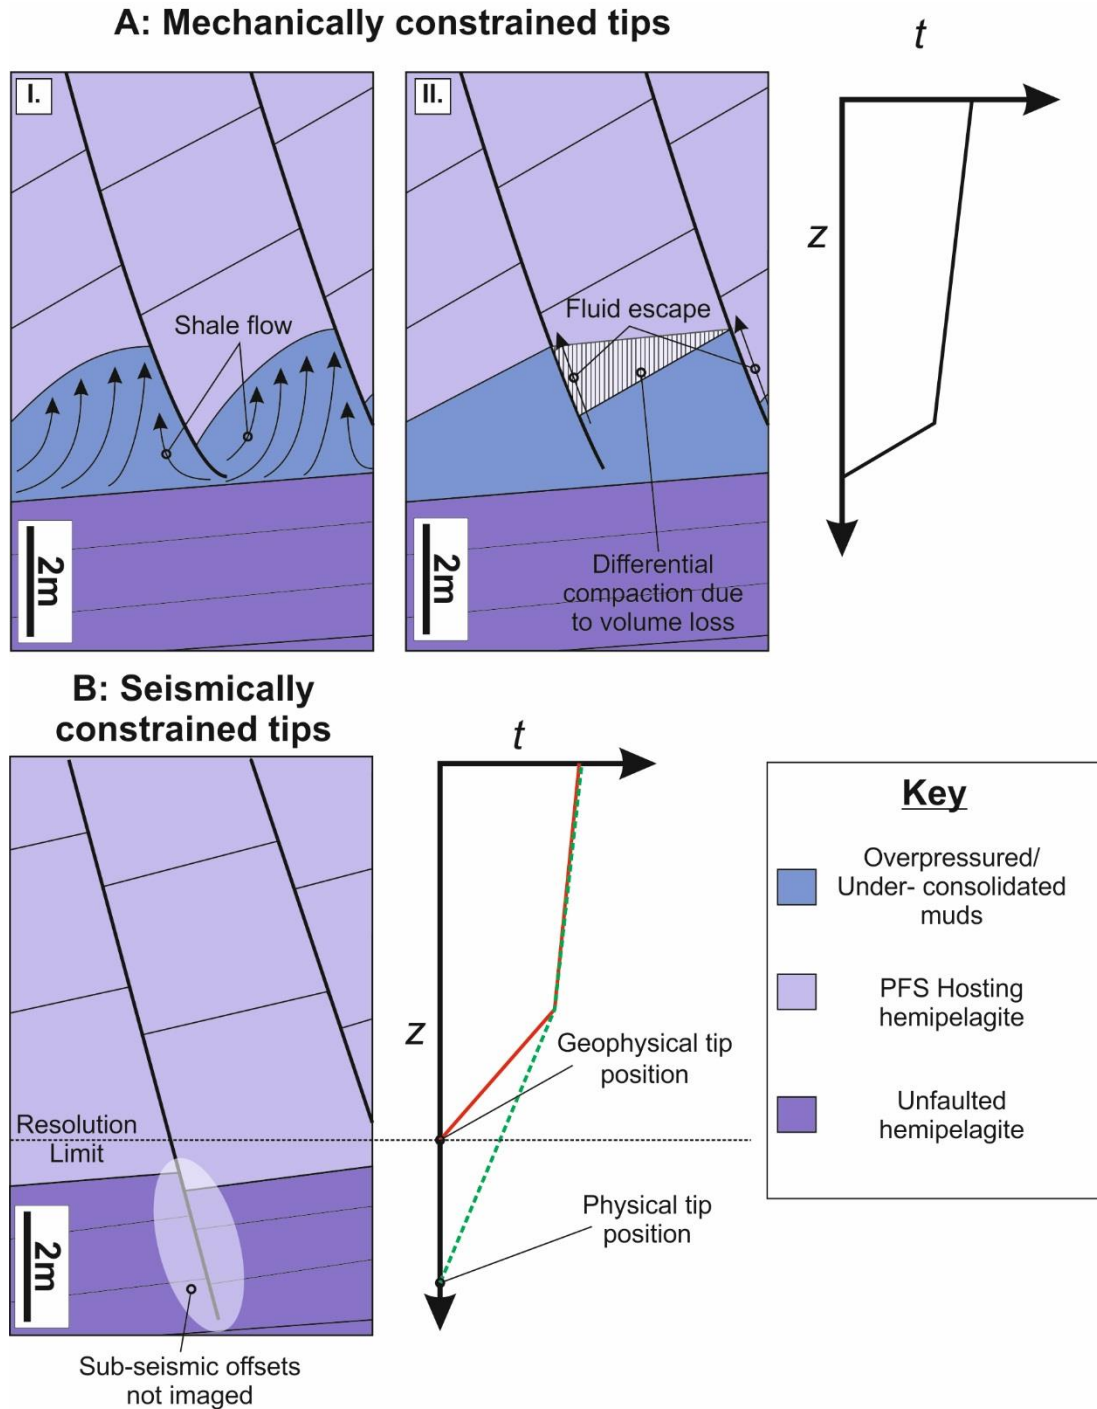 A: Mechanically constrained tips
I.
Shale flow
2m
II.
Fluid escape
Differential
compaction due
to volume loss
2m
t
z
B: Seismically
constrained tips
Resolution
Limit
2m
Sub-seismic offsets
not imaged
t
z
Geophysical tip
position
Physical tip
position
Key
Overpressured/
Under- consolidated
muds
PFS Hosting
hemipelagite
Unfaulted
hemipelagite